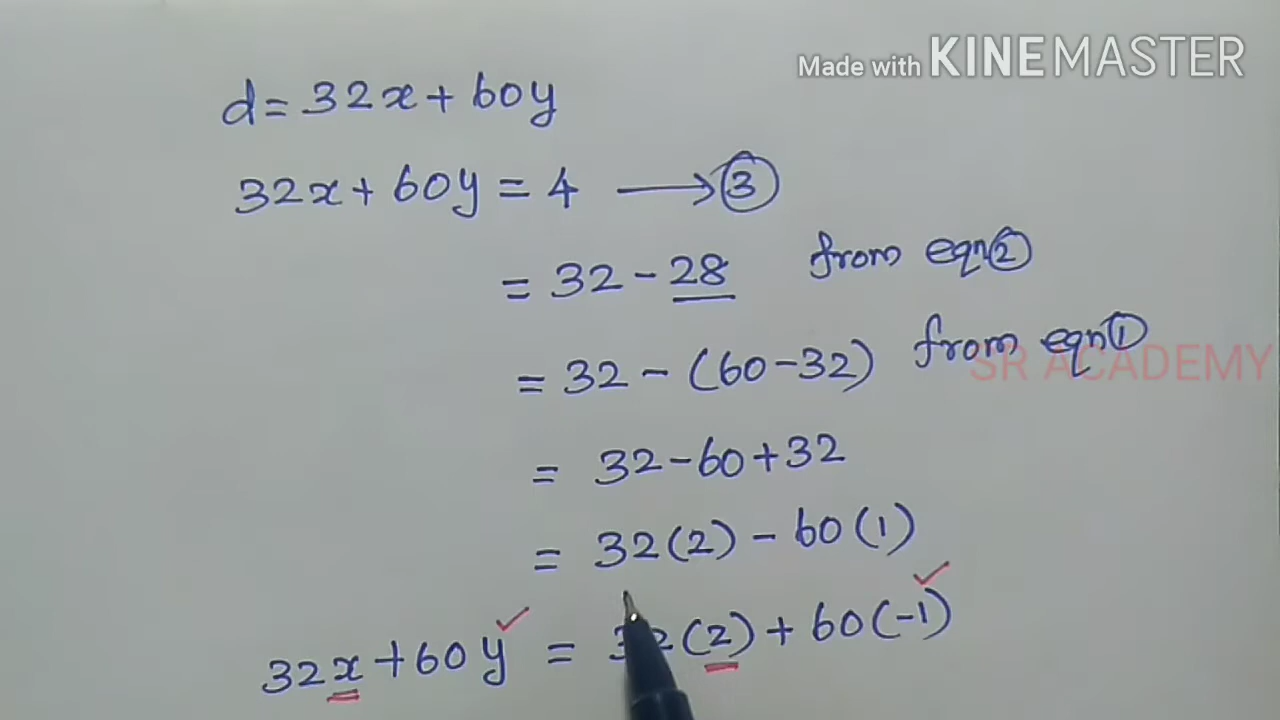 Made with KINEMASTER
d = 32x + 60y
32x + 60y = 4 ⟶ ③
= 32 - 28 from eqn②
= 32 - (60 - 32) from eqn①
SR ACADEMY
= 32 - 60 + 32
= 32(2) - 60(1)
32x + 60y = 32(2) + 60(-1)